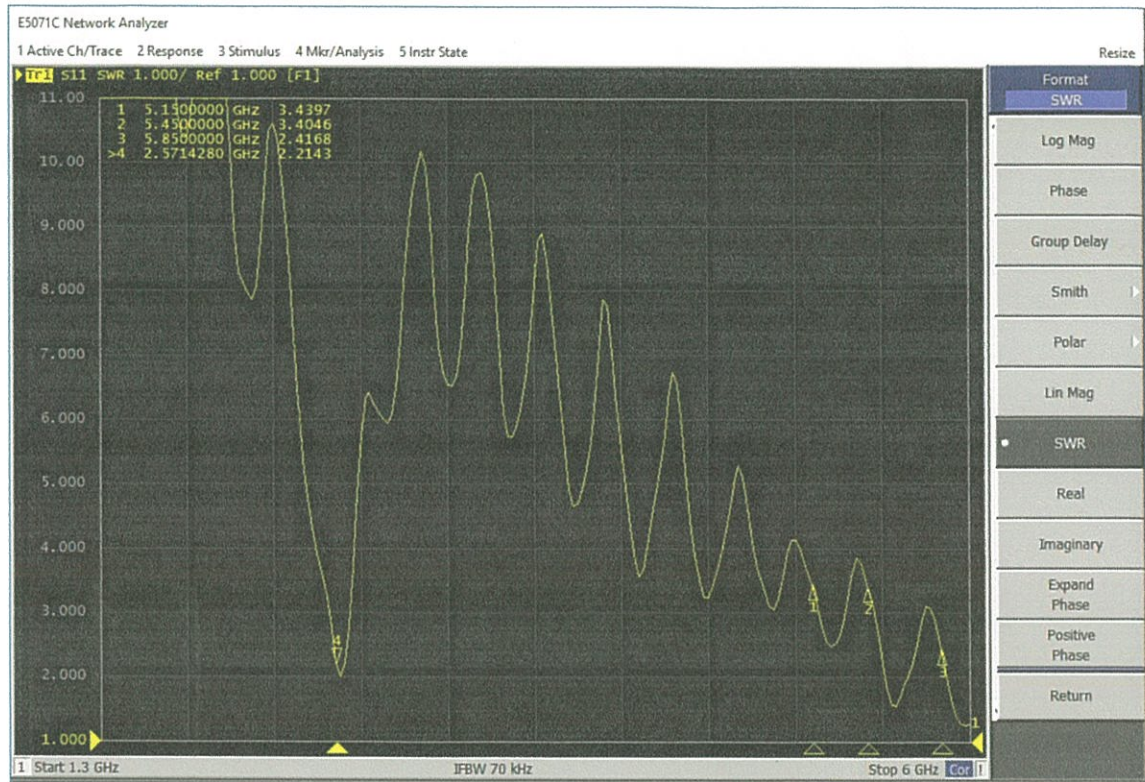 E5071C Network Analyzer
1 Active Ch/Trace 2 Response 3 Stimulus 4 Mkr/Analysis 5 Instr State
Resize
Tr1 S11 SWR 1.000/ Ref 1.000 [F1]
11.00
10.00
9.000
8.000
7.000
6.000
5.000
4.000
3.000
2.000
1.000
1 5.1500000 GHz 3.4397
2 5.4500000 GHz 3.4046
3 5.8500000 GHz 2.4168
>4 2.5714280 GHz 2.2143
4
1
2
3
1
1 Start 1.3 GHz
IFBW 70 kHz
Stop 6 GHz Cor !
Format
SWR
Log Mag
Phase
Group Delay
Smith
Polar
Lin Mag
SWR
Real
Imaginary
Expand
Phase
Positive
Phase
Return